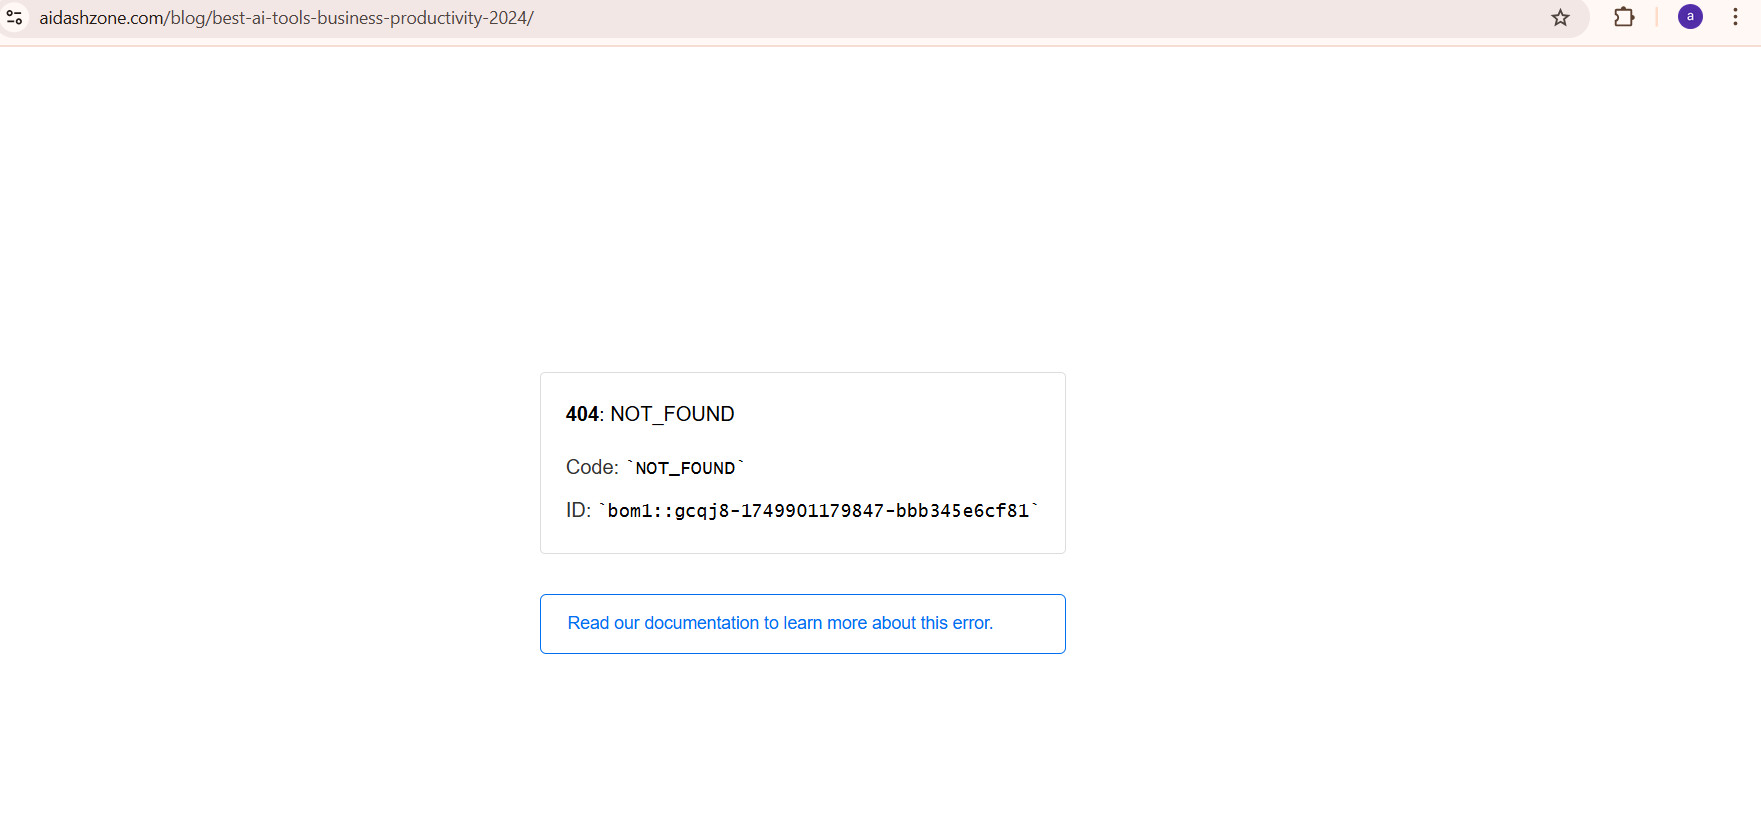 aidashzone.com/blog/best-ai-tools-business-productivity-2024/
a
404: NOT_FOUND
Code: `NOT_FOUND`
ID: `bom1::gcqj8-1749901179847-bbb345e6cf81`
Read our documentation to learn more about this error.